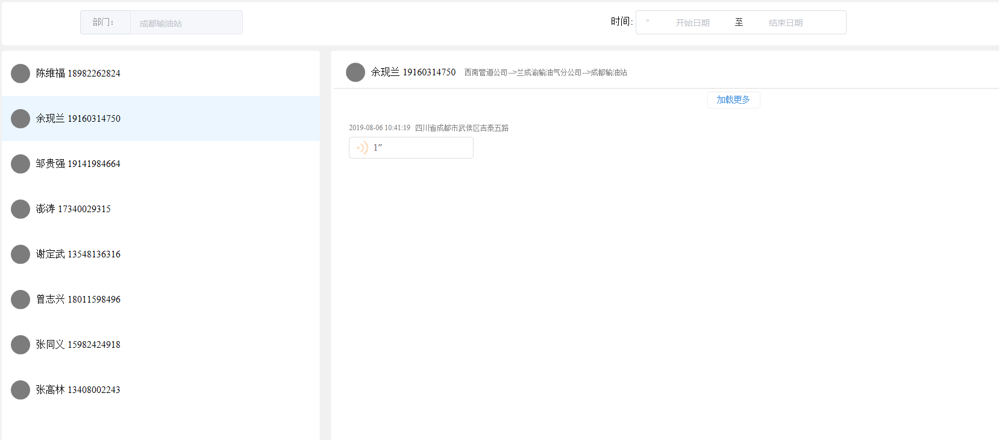 部门：
成都输油站
时间:
开始日期 至 结束日期
陈维福 18982262824
余现兰 19160314750
邹贵强 19141984664
澎涛 17340029315
谢定武 13548136316
曾志兴 18011598496
张同义 15982424918
张高林 13408002243
余现兰 19160314750 西南管道公司-->兰成渝输油气分公司-->成都输油站
加载更多
2019-08-06 10:41:19 四川省成都市武侯区吉泰五路
1″